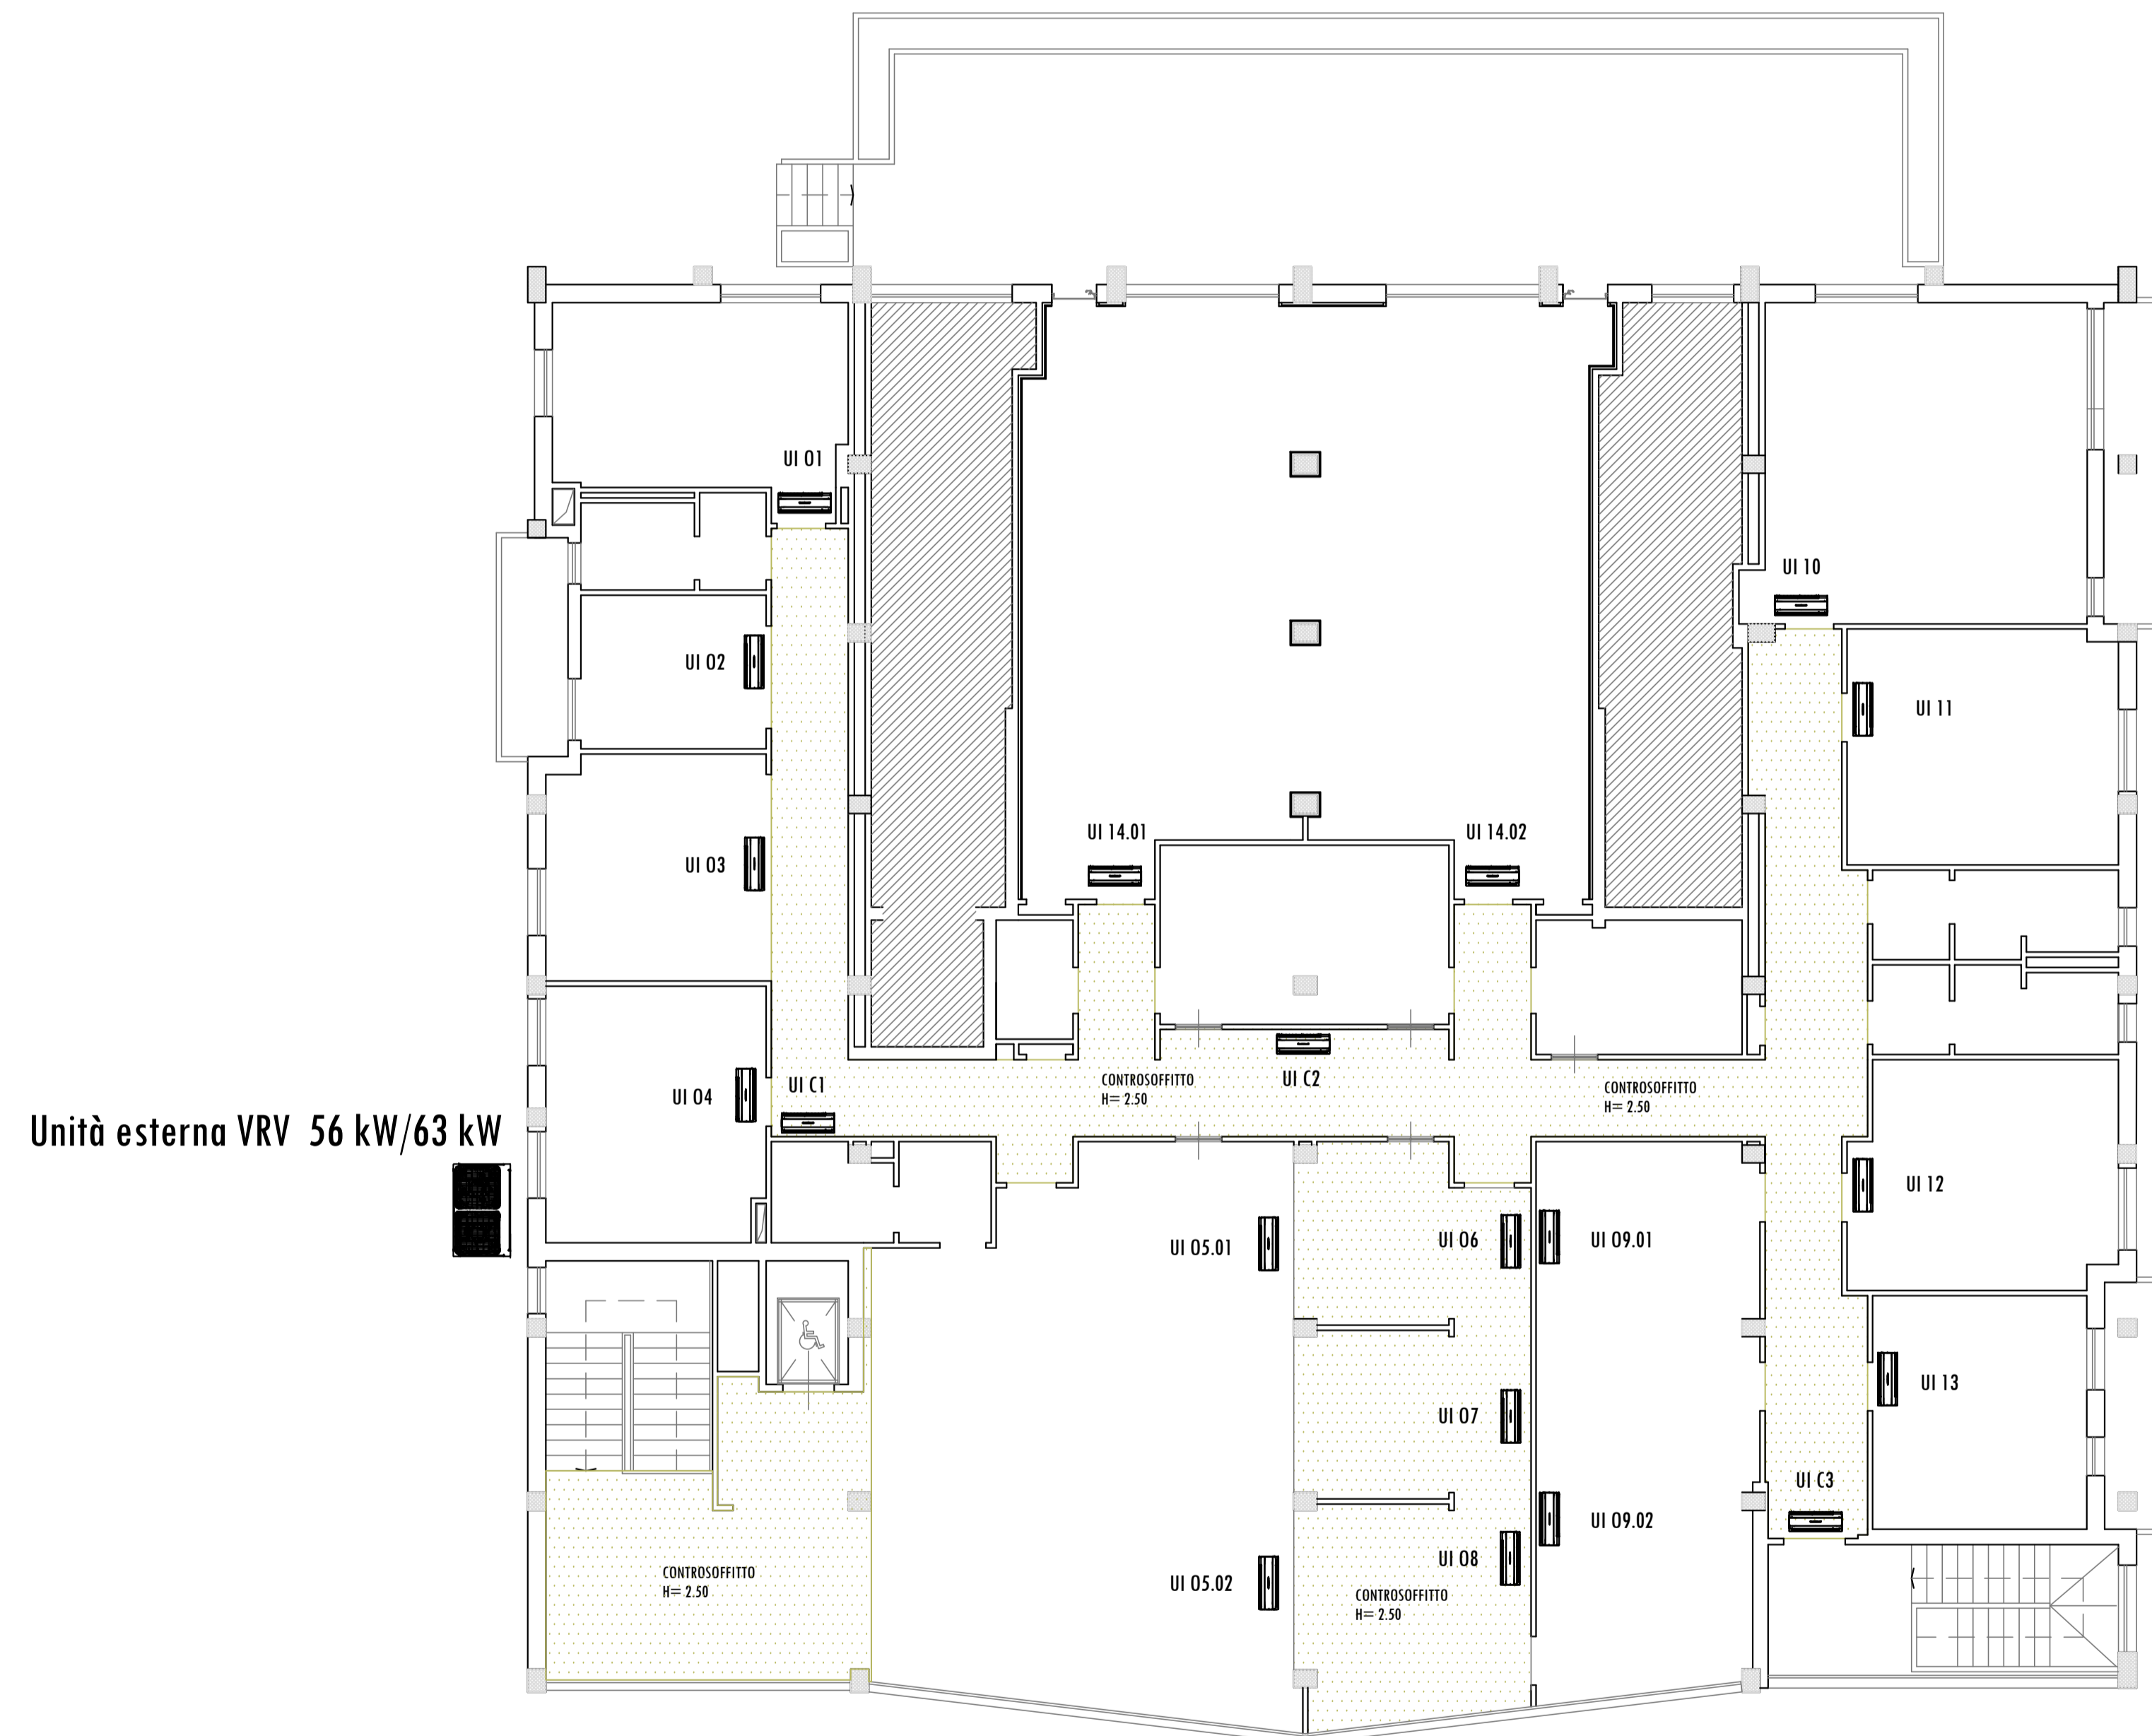 UI 01
UI 10
UI 02
UI 11
UI 14.01
UI 14.02
UI 03
UI C1
CONTROSOFFITTO
H= 2.50
UI C2
CONTROSOFFITTO
H= 2.50
UI 04
Unità esterna VRV 56 kW/63 kW
UI 12
UI 05.01
UI 06
UI 09.01
UI 13
UI 07
UI C3
UI 09.02
UI 08
CONTROSOFFITTO
H= 2.50
UI 05.02
CONTROSOFFITTO
H= 2.50